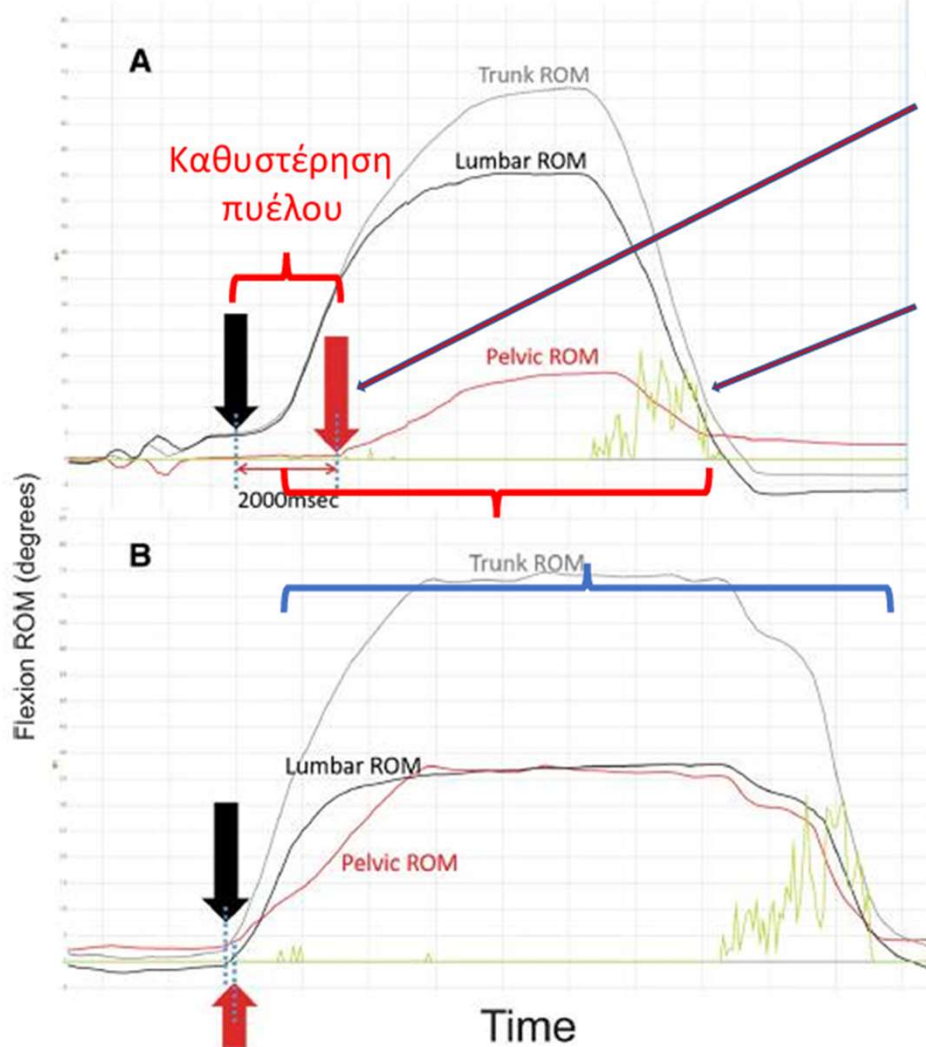 A
Trunk ROM
Καθυστέρηση
πυέλου
Lumbar ROM
Pelvic ROM
2000msec
B
Trunk ROM
Flexion ROM (degrees)
Lumbar ROM
Pelvic ROM
Time